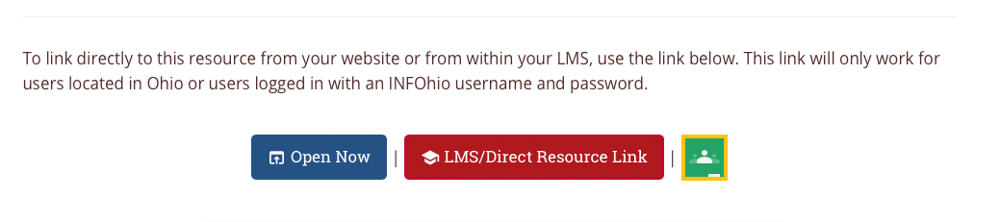 To link directly to this resource from your website or from within your LMS, use the link below. This link will only work for
users located in Ohio or users logged in with an INFOhio username and password.
Open Now | LMS/Direct Resource Link |